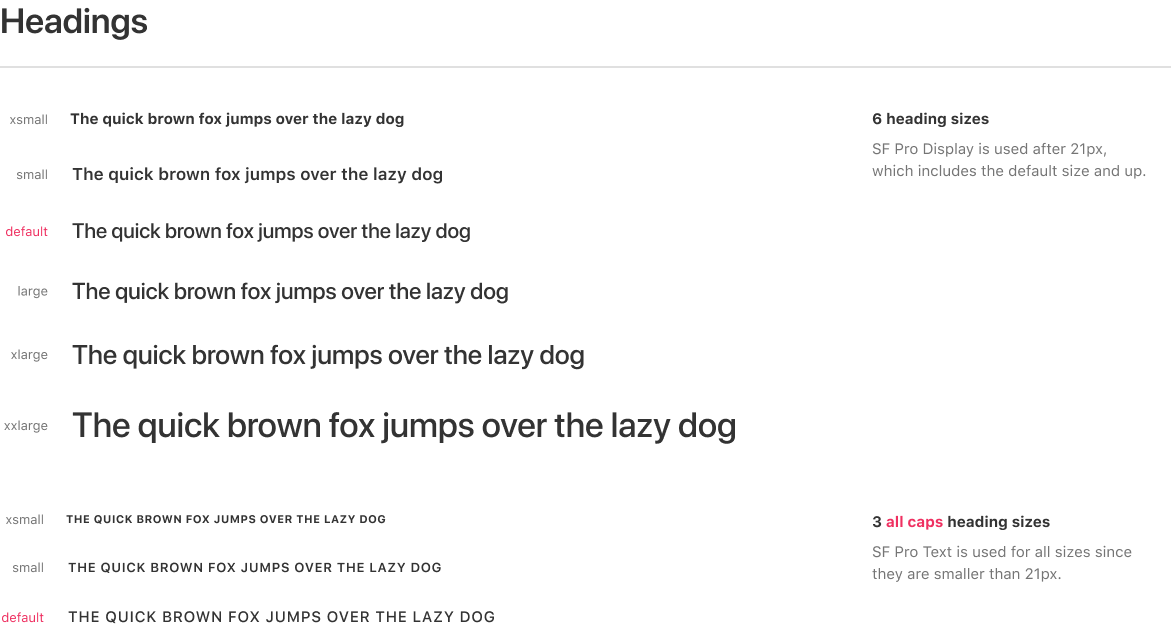 Headings
xsmall The quick brown fox jumps over the lazy dog
6 heading sizes
SF Pro Display is used after 21px,
which includes the default size and up.
small The quick brown fox jumps over the lazy dog
default The quick brown fox jumps over the lazy dog
large The quick brown fox jumps over the lazy dog
xlarge The quick brown fox jumps over the lazy dog
xxlarge The quick brown fox jumps over the lazy dog
xsmall THE QUICK BROWN FOX JUMPS OVER THE LAZY DOG
3 all caps heading sizes
SF Pro Text is used for all sizes since
they are smaller than 21px.
small THE QUICK BROWN FOX JUMPS OVER THE LAZY DOG
default THE QUICK BROWN FOX JUMPS OVER THE LAZY DOG